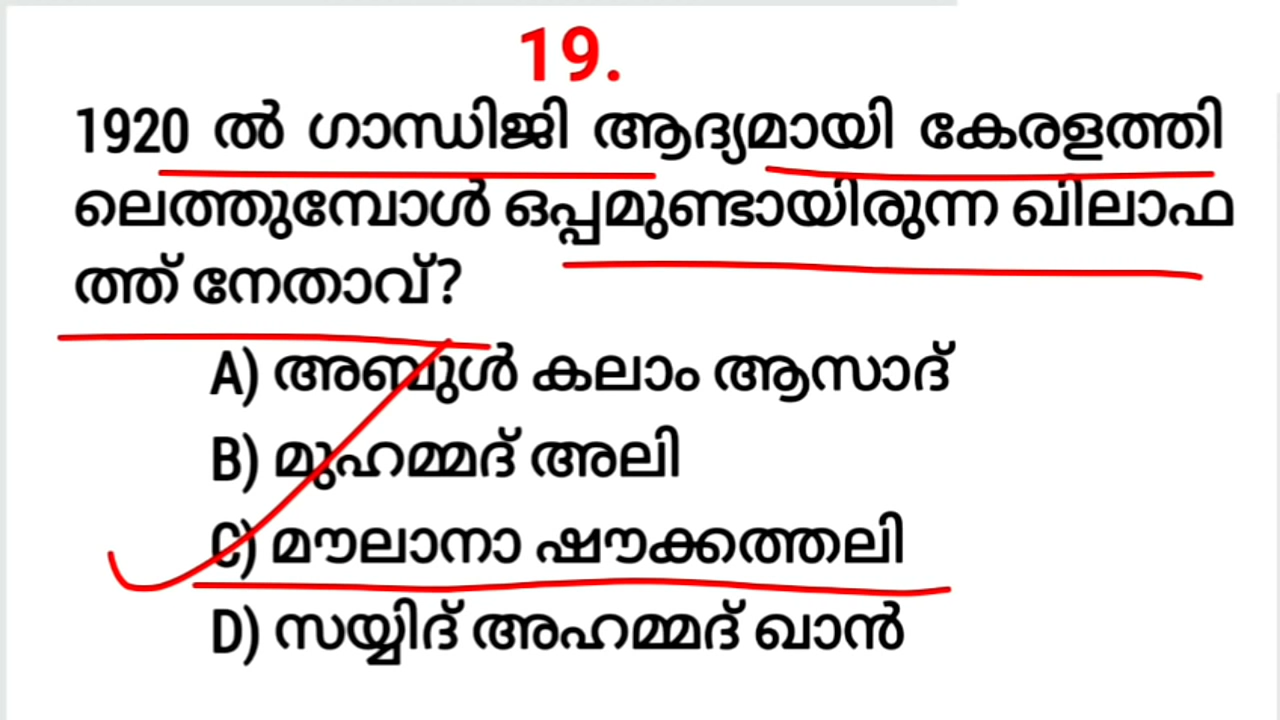 19.
1920 ൽ ഗാന്ധിജി ആദ്യമായി കേരളത്തി
ലെത്തുമ്പോൾ ഒപ്പമുണ്ടായിരുന്ന ഖിലാഫ
ത്ത് നേതാവ്?
A) അബുൾ കലാം ആസാദ്
B) മുഹമ്മദ് അലി
C) മൗലാനാ ഷൗക്കത്തലി
D) സയ്യിദ് അഹമ്മദ് ഖാൻ